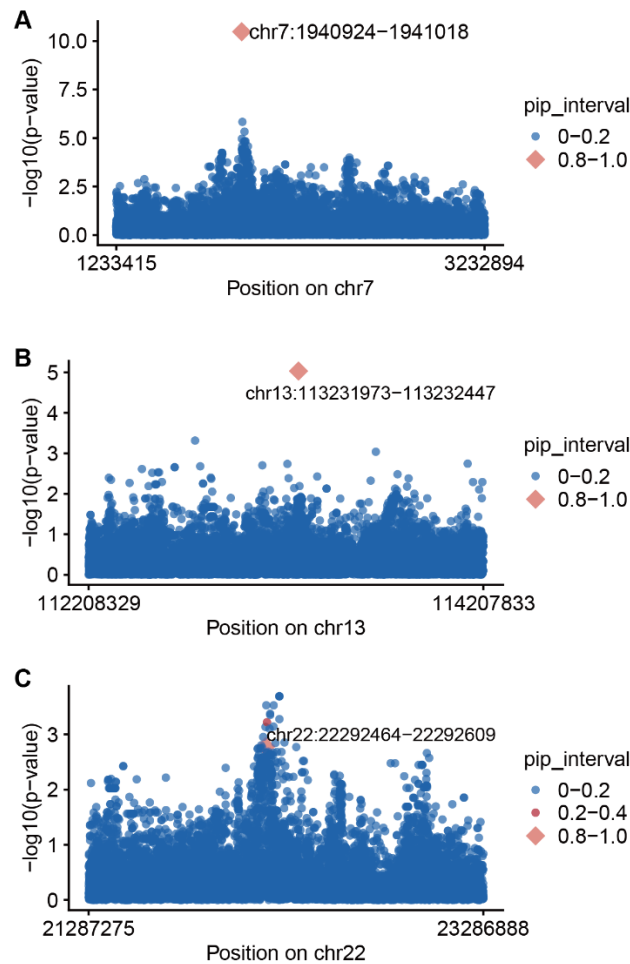 A
10.0
7.5
5.0
2.5
0.0
−log10(p−value)
chr7:1940924−1941018
1233415
3232894
Position on chr7
pip_interval
0−0.2
0.8−1.0
B
5
4
3
2
1
0
−log10(p−value)
chr13:113231973−113232447
112208329
114207833
Position on chr13
pip_interval
0−0.2
0.8−1.0
C
3
2
1
0
−log10(p−value)
chr22:22292464−22292609
21287275
23286888
Position on chr22
pip_interval
0−0.2
0.2−0.4
0.8−1.0